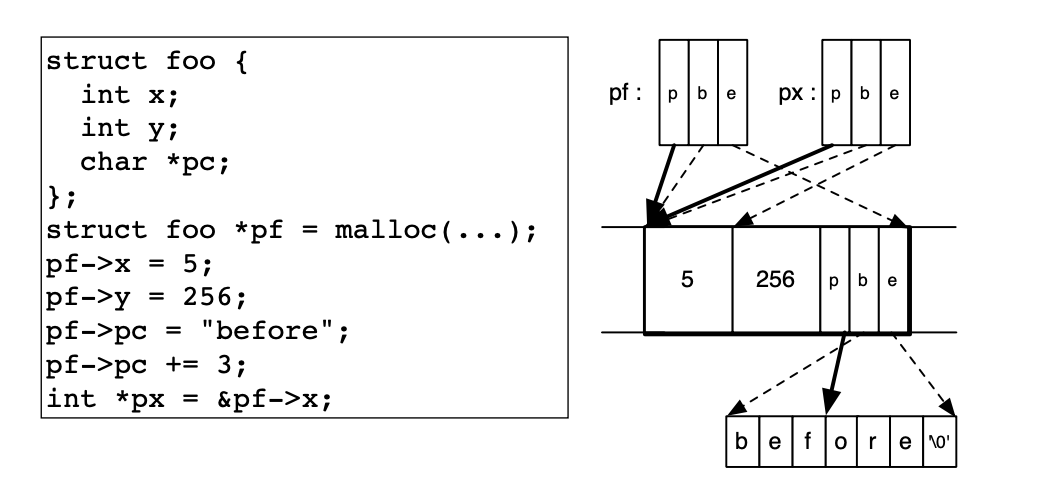 struct foo {
int x;
int y;
char *pc;
};
struct foo *pf = malloc(...);
pf->x = 5;
pf->y = 256;
pf->pc = "before";
pf->pc += 3;
int *px = &pf->x;
pf : p b e
px : p b e
5 256 p b e
b e f o r e '\0'